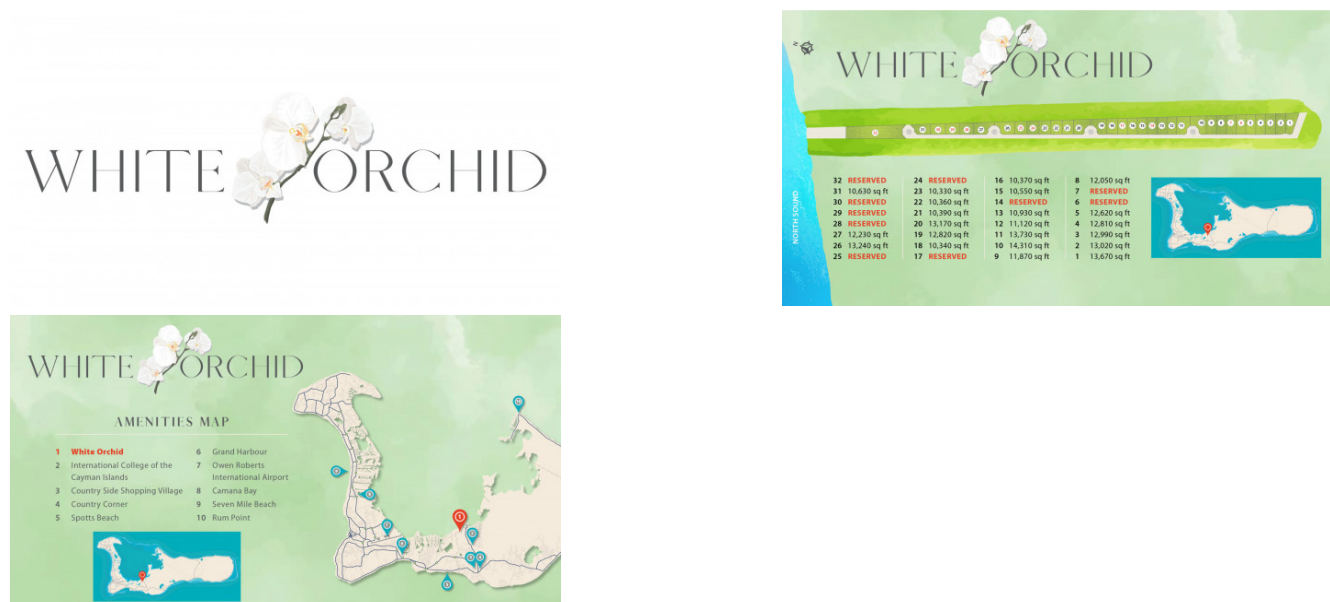 WHITE ORCHID
WHITE ORCHID
NORTH SOUND
32 RESERVED
31 10,630 sq ft
30 RESERVED
29 RESERVED
28 RESERVED
27 12,230 sq ft
26 13,240 sq ft
25 RESERVED
24 RESERVED
23 10,330 sq ft
22 10,360 sq ft
21 10,390 sq ft
20 13,170 sq ft
19 12,820 sq ft
18 10,340 sq ft
17 RESERVED
16 10,370 sq ft
15 10,550 sq ft
14 RESERVED
13 10,930 sq ft
12 11,120 sq ft
11 13,730 sq ft
10 14,310 sq ft
9 11,870 sq ft
8 12,050 sq ft
7 RESERVED
6 RESERVED
5 12,620 sq ft
4 12,810 sq ft
3 12,990 sq ft
2 13,020 sq ft
1 13,670 sq ft
WHITE ORCHID
AMENITIES MAP
1 White Orchid
2 International College of the
Cayman Islands
3 Country Side Shopping Village
4 Country Corner
5 Spotts Beach
6 Grand Harbour
7 Owen Roberts
International Airport
8 Camana Bay
9 Seven Mile Beach
10 Rum Point
1